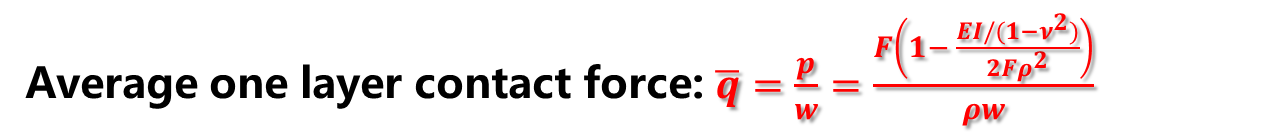 Average one layer contact force: q̅ = p/w = F(1−(EI/(1−ν²))/(2Fρ²))/(ρw)